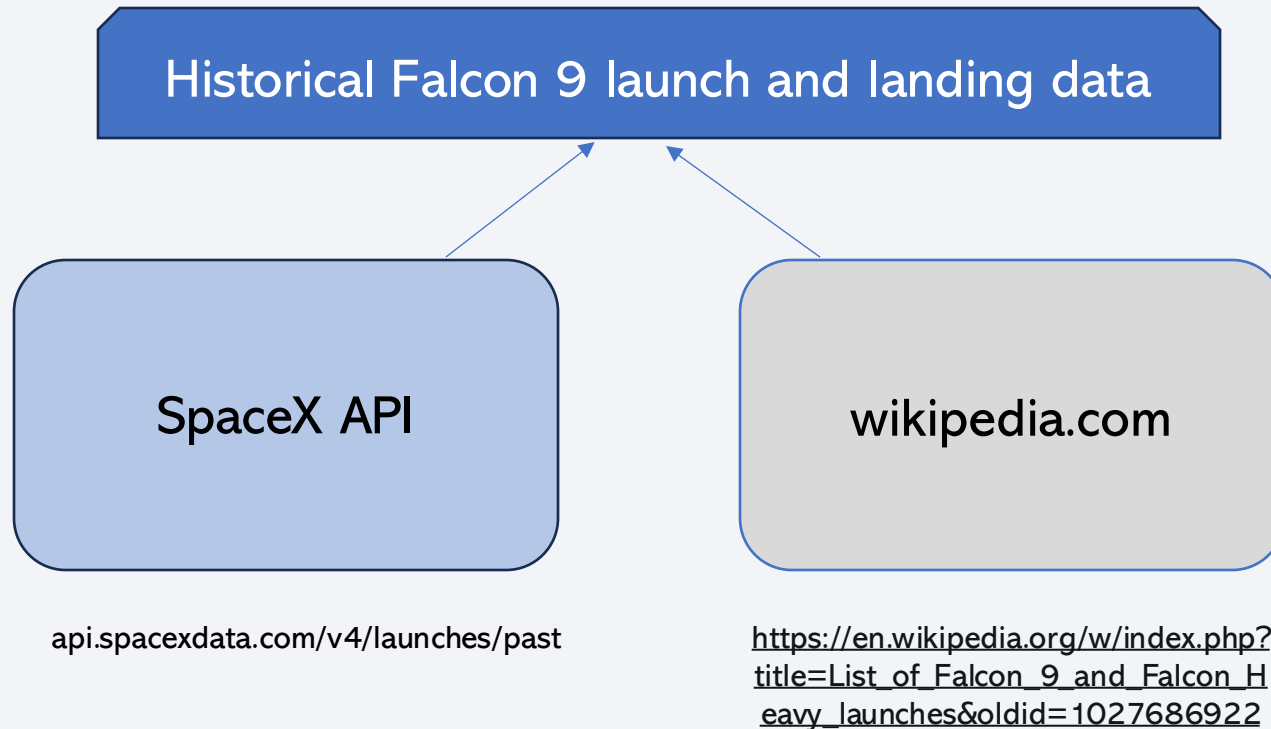 Historical Falcon 9 launch and landing data
SpaceX API
wikipedia.com
api.spacexdata.com/v4/launches/past
https://en.wikipedia.org/w/index.php?
title=List_of_Falcon_9_and_Falcon_H
eavy_launches&oldid=1027686922